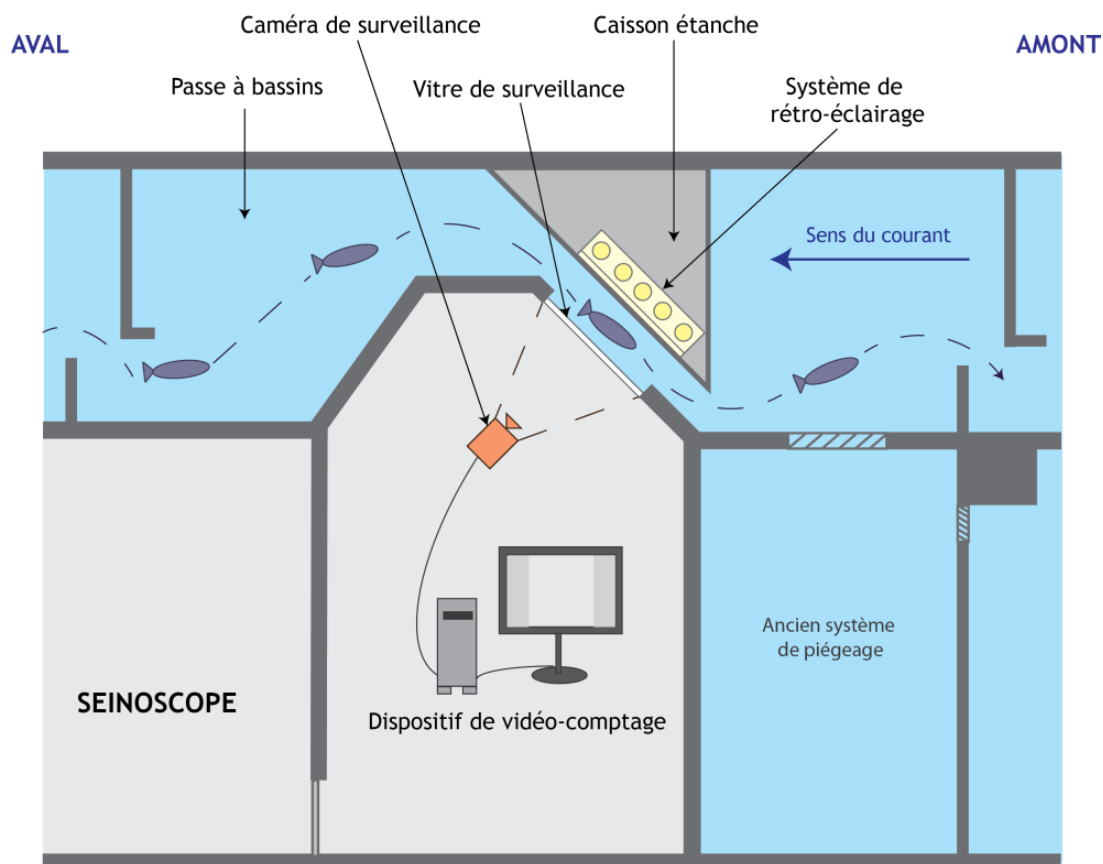 Caméra de surveillance
Caisson étanche
AVAL
AMONT
Passe à bassins
Vitre de surveillance
Système de
rétro-éclairage
Sens du courant
Ancien système
de piégeage
SEINOSCOPE
Dispositif de vidéo-comptage